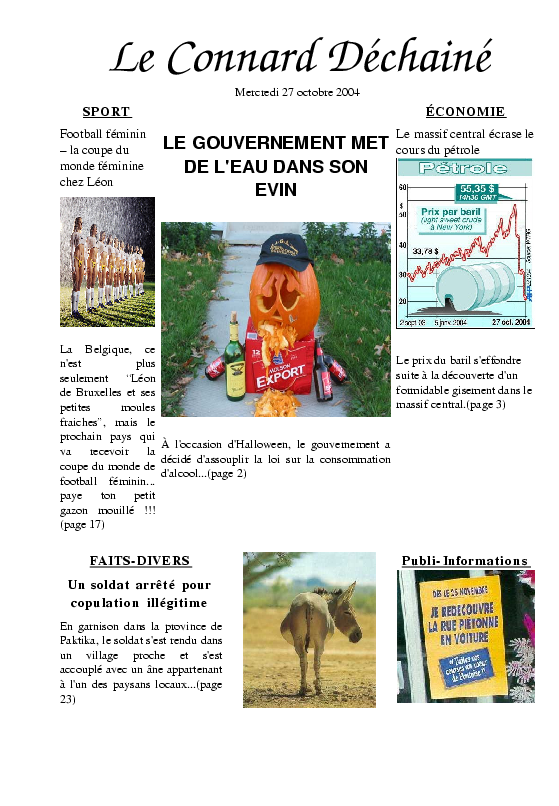 Le Connard Déchainé
Mercredi 27 octobre 2004
SPORT
Football féminin
– la coupe du
monde féminine
chez Léon
La Belgique, ce
n'est plus
seulement “Léon
de Bruxelles et ses
petites moules
fraiches”, mais le
prochain pays qui
va recevoir la
coupe du monde de
football féminin...
paye ton petit
gazon mouillé !!!
(page 17)
LE GOUVERNEMENT MET
DE L'EAU DANS SON
EVIN
MOLSON
EXPORT
À l'occasion d'Halloween, le gouvernement a
décidé d'assouplir la loi sur la consommation
d'alcool...(page 2)
ÉCONOMIE
Le massif central écrase le
cours du pétrole
Pétrole
60
$
50
40
30
20
55,35 $
14h30 GMT
Prix par baril
(light sweet crude
à New York)
33,78 $
2 sept 03
5 janv 2004
27 oct. 2004
Le prix du baril s'effondre
suite à la découverte d'un
formidable gisement dans le
massif central.(page 3)
FAITS-DIVERS
Un soldat arrêté pour
copulation illégitime
En garnison dans la province de
Paktika, le soldat s'est rendu dans
un village proche et s'est
accouplé avec un âne appartenant
à l'un des paysans locaux...(page
23)
Publi-Informations
DÈS LE 25 NOVEMBRE
JE REDÉCOUVRE
LA RUE PIÉTONNE
EN VOITURE